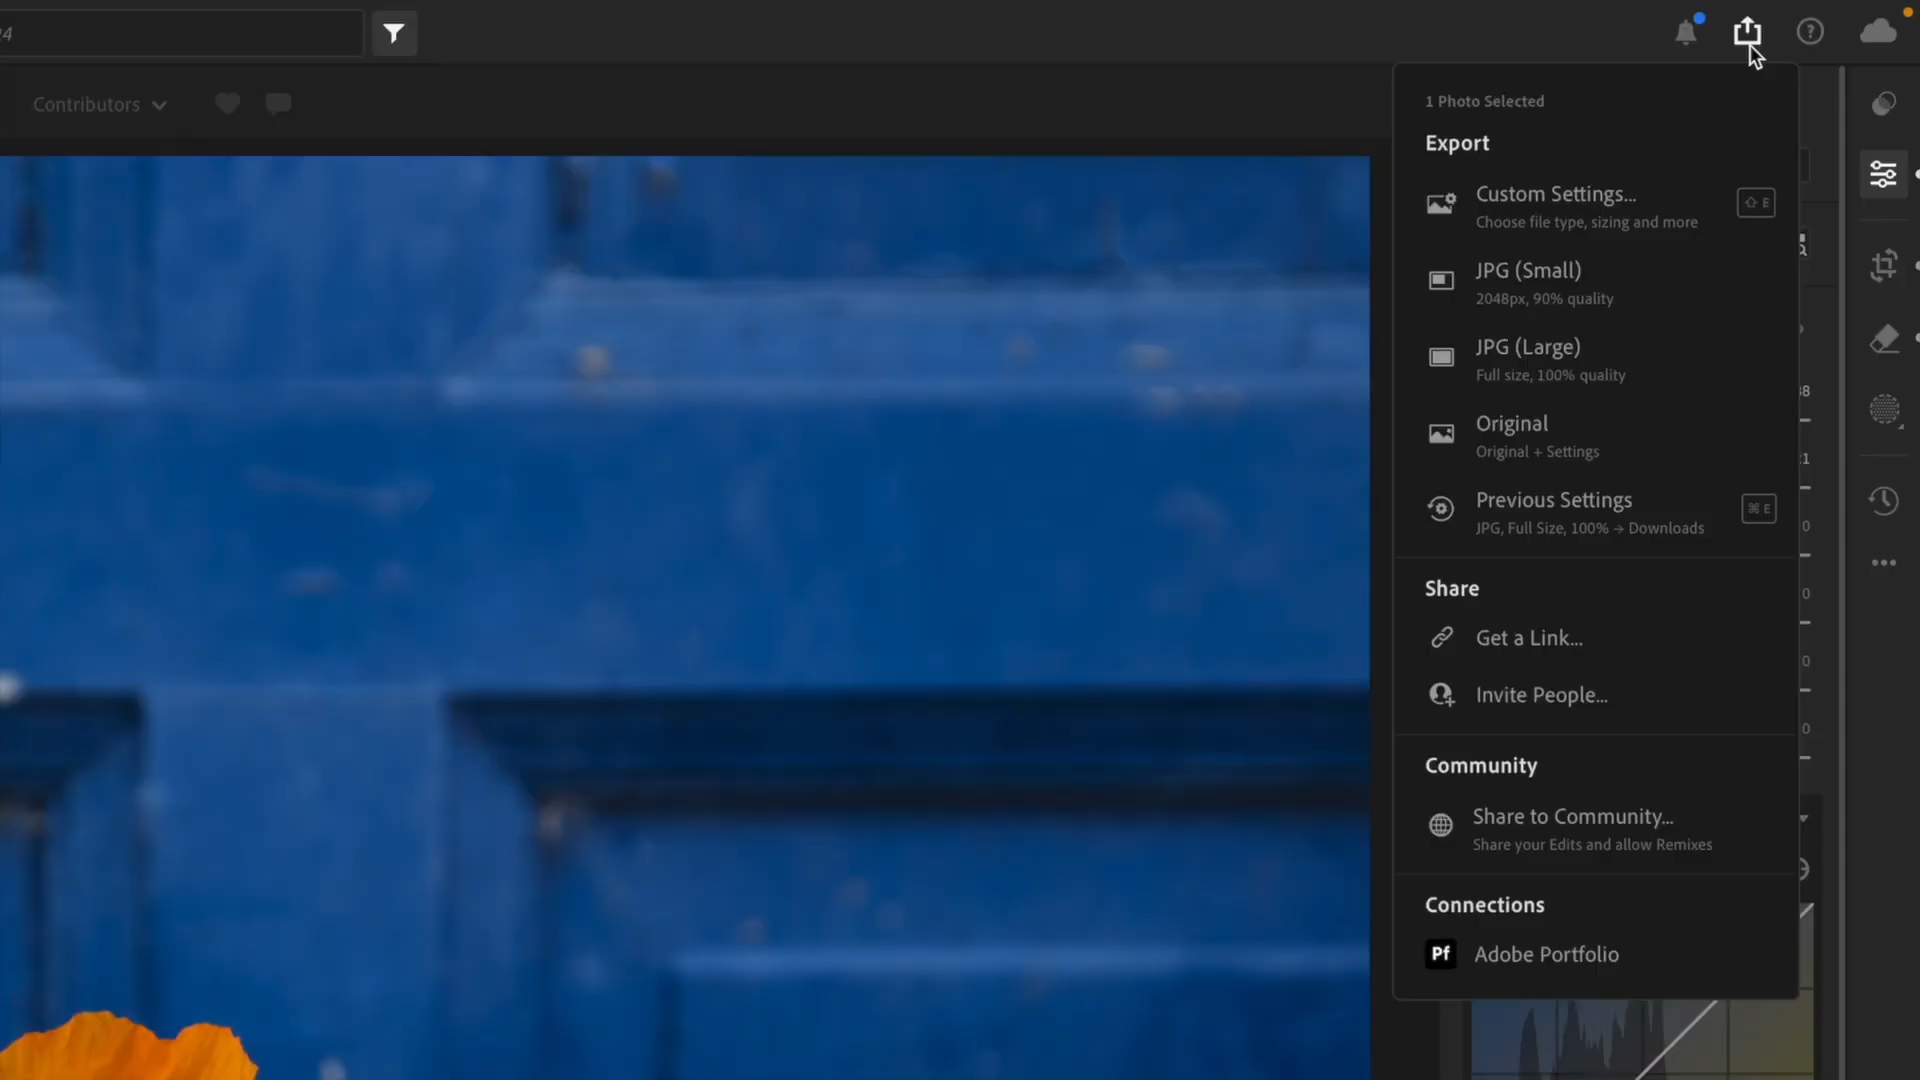 24
Contributors
1 Photo Selected
Export
Custom Settings...
Choose file type, sizing and more
⇧ E
JPG (Small)
2048px, 90% quality
JPG (Large)
Full size, 100% quality
Original
Original + Settings
Previous Settings
JPG, Full Size, 100% → Downloads
⌘ E
Share
Get a Link...
Invite People...
Community
Share to Community...
Share your Edits and allow Remixes
Connections
Pf Adobe Portfolio